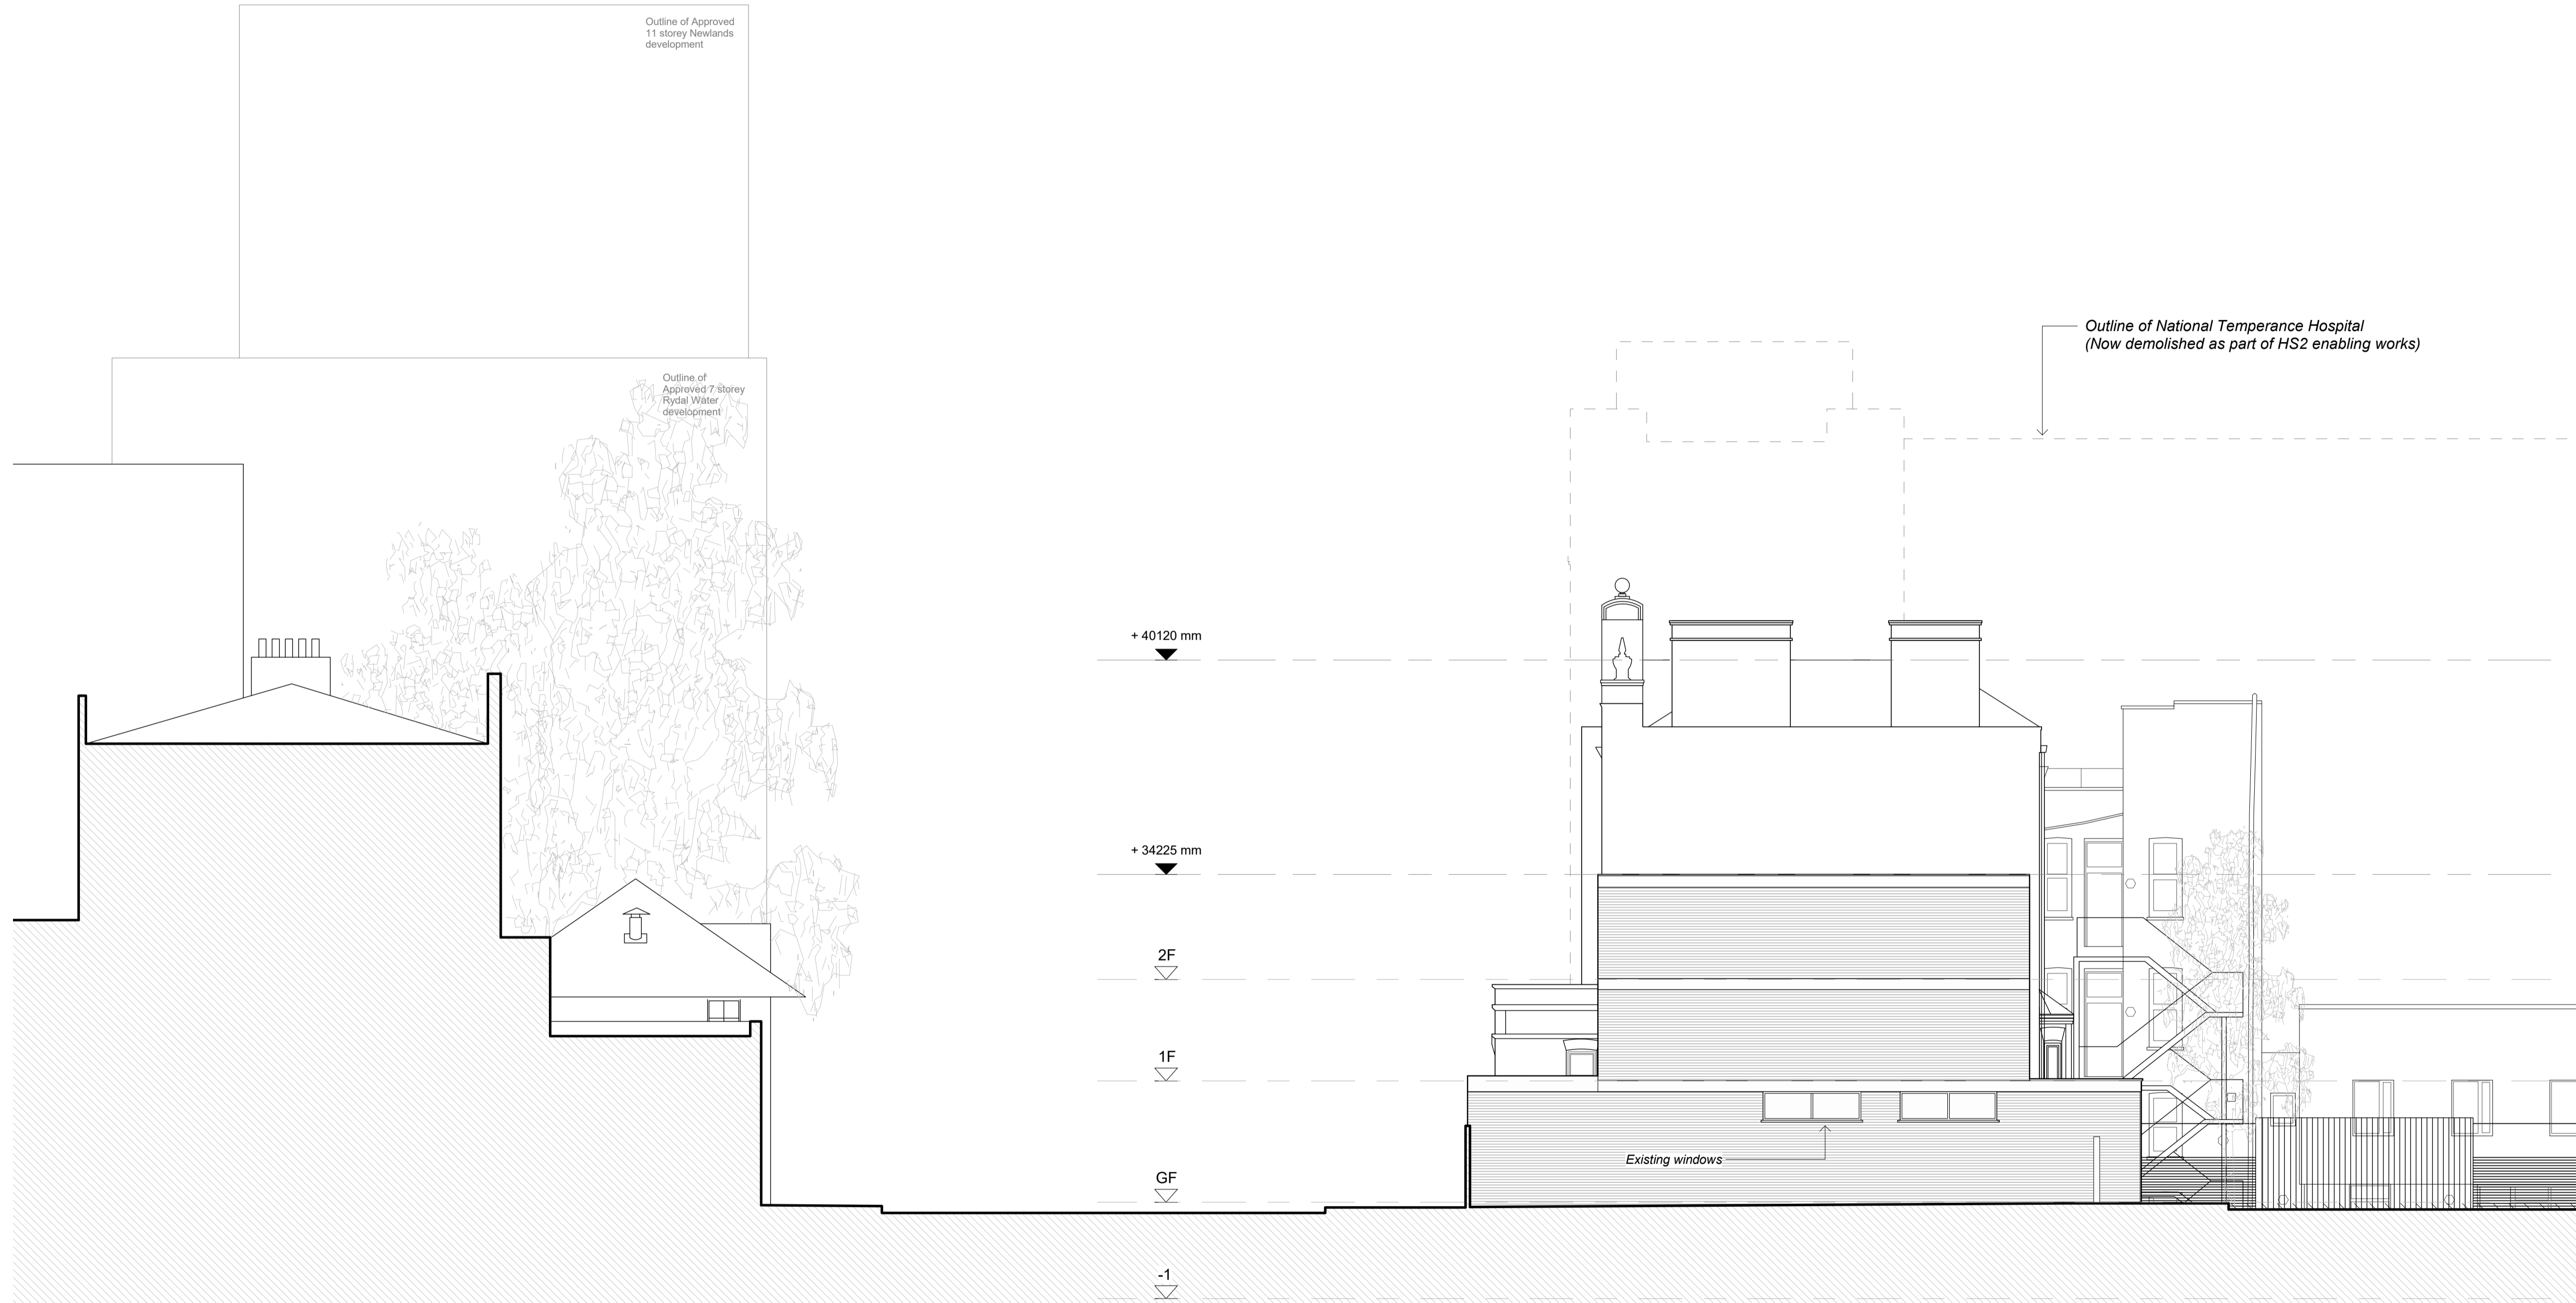 Outline of Approved
11 storey Newlands
development
Outline of
Approved 7 storey
Rydal Water
development
Outline of National Temperance Hospital
(Now demolished as part of HS2 enabling works)
+ 40120 mm
+ 34225 mm
2F
1F
Existing windows
GF
-1